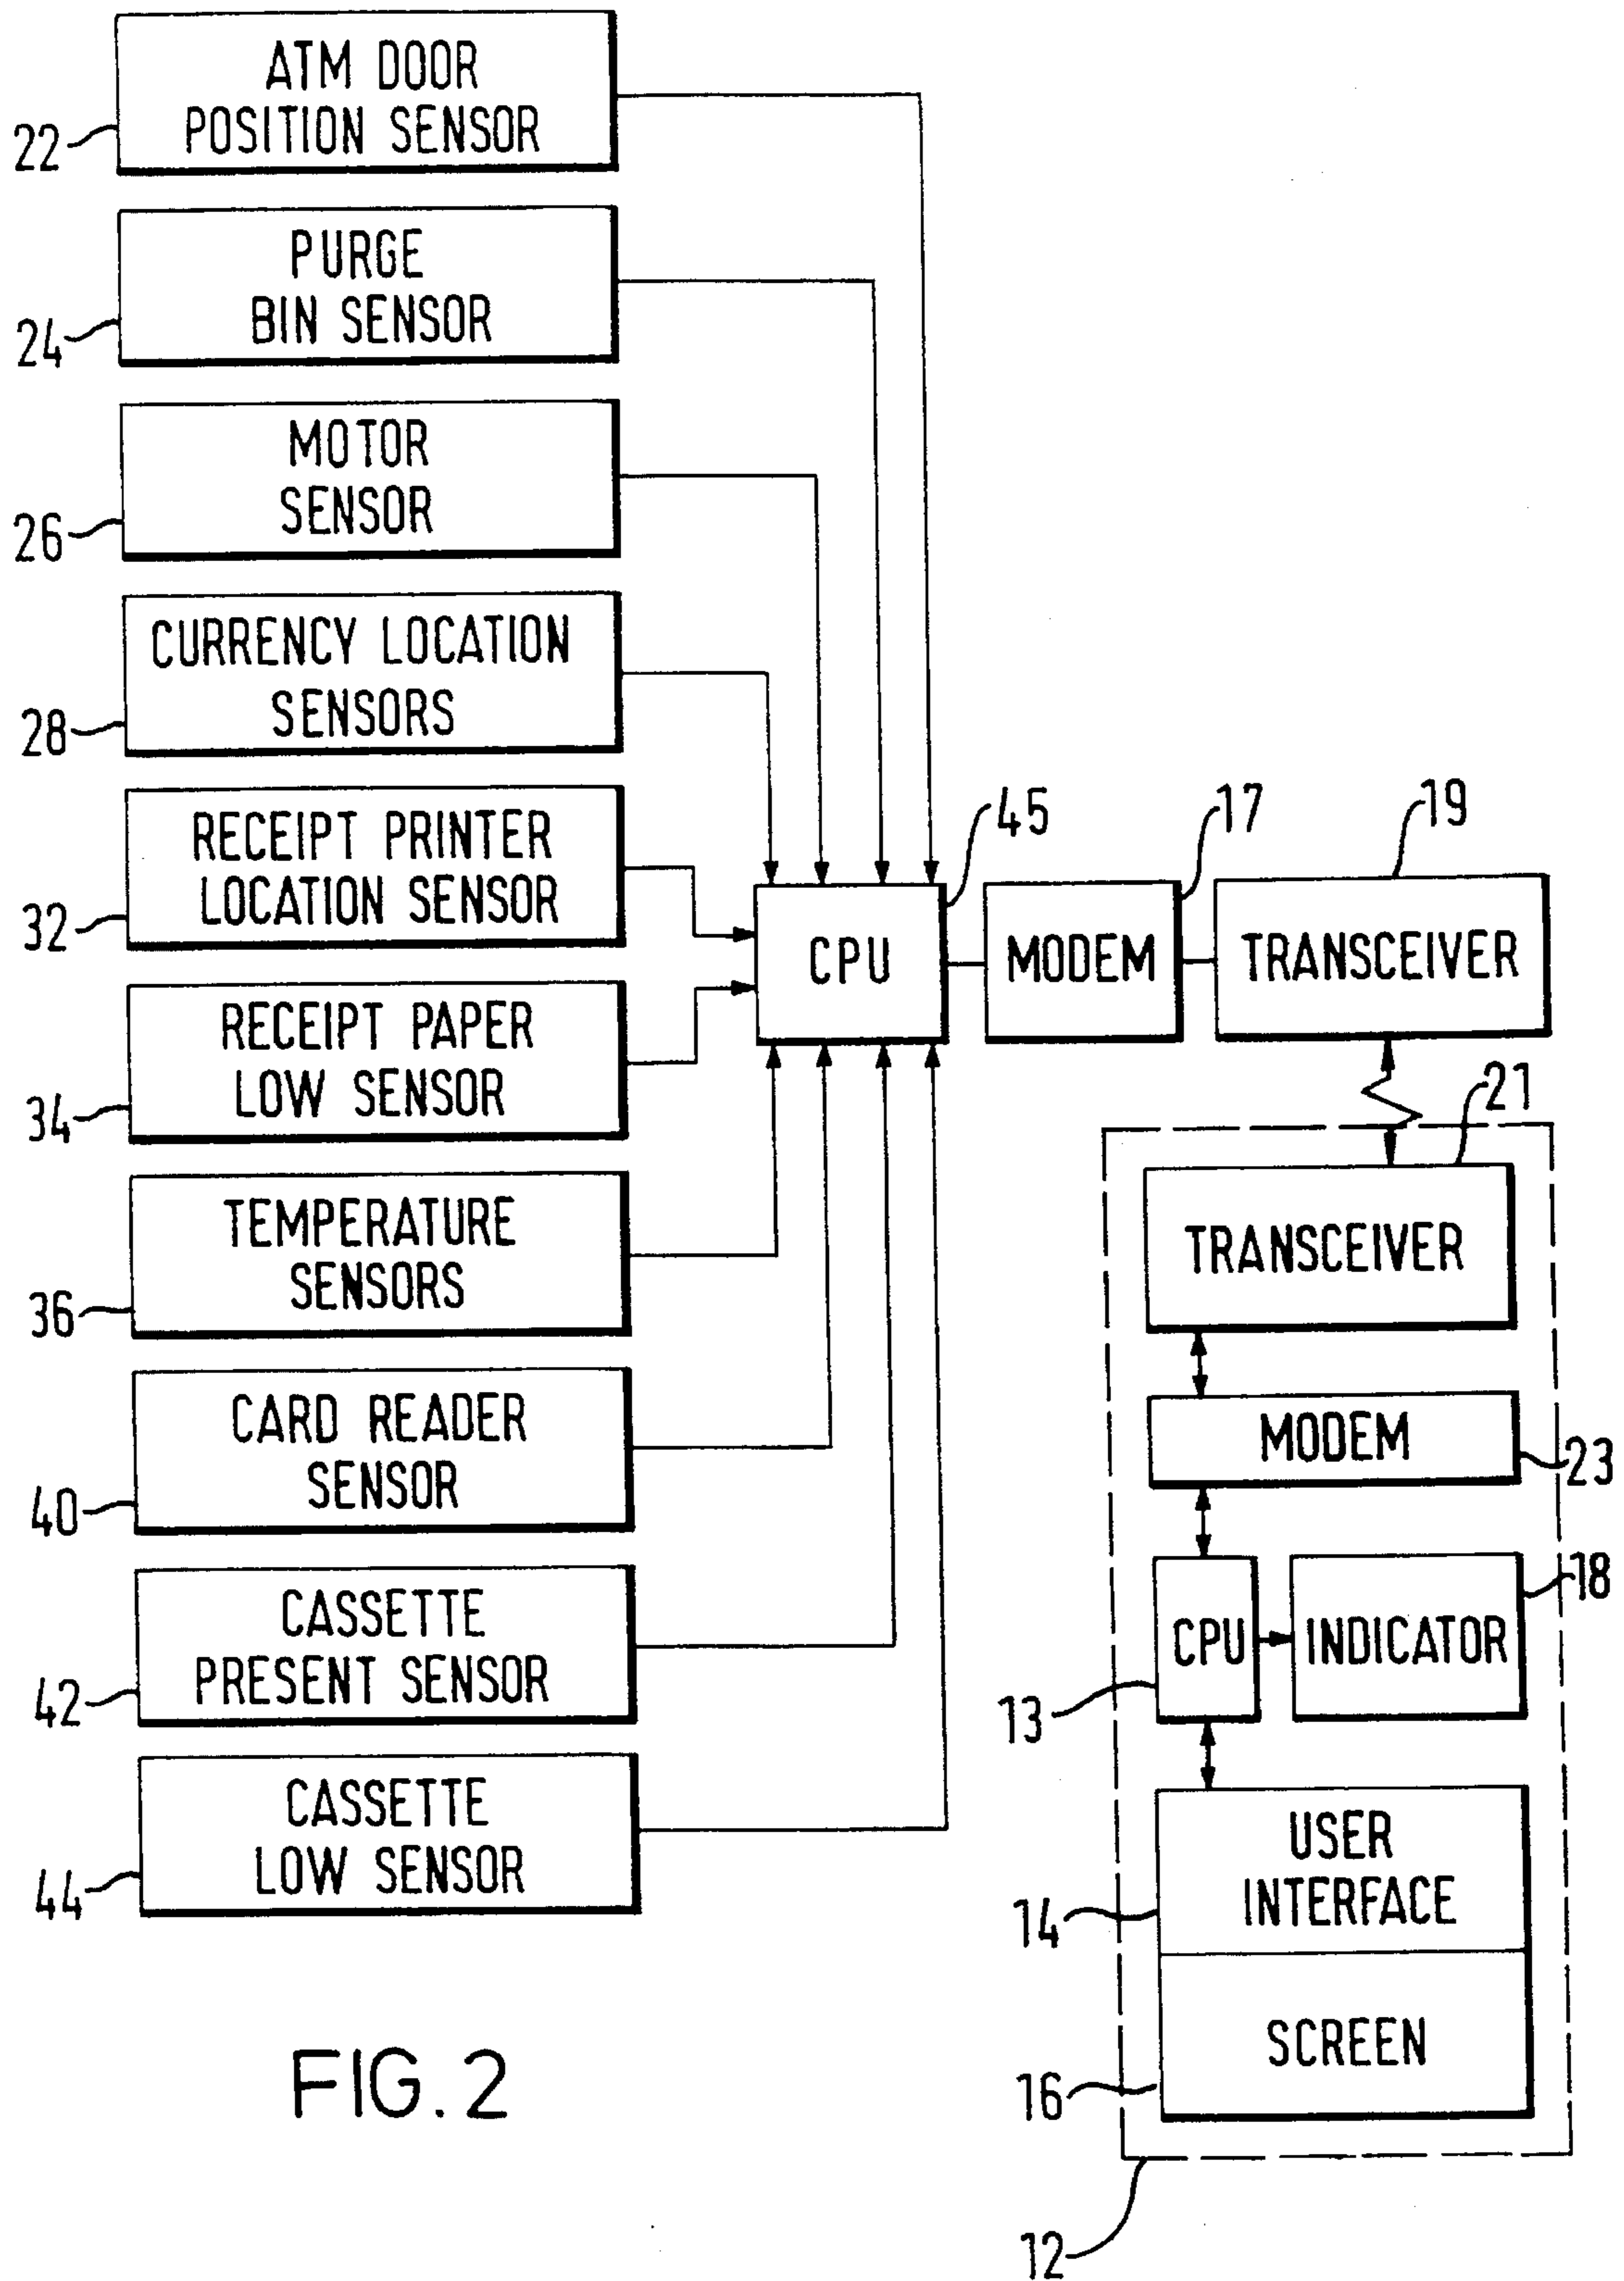 ATM DOOR
POSITION SENSOR
22
PURGE
BIN SENSOR
24
MOTOR
SENSOR
26
CURRENCY LOCATION
SENSORS
28
RECEIPT PRINTER
LOCATION SENSOR
32
RECEIPT PAPER
LOW SENSOR
34
TEMPERATURE
SENSORS
36
CARD READER
SENSOR
40
CASSETTE
PRESENT SENSOR
42
CASSETTE
LOW SENSOR
44
CPU
45
MODEM
17
TRANSCEIVER
19
21
TRANSCEIVER
MODEM
23
CPU
13
INDICATOR
18
USER
INTERFACE
14
SCREEN
16
12
FIG. 2